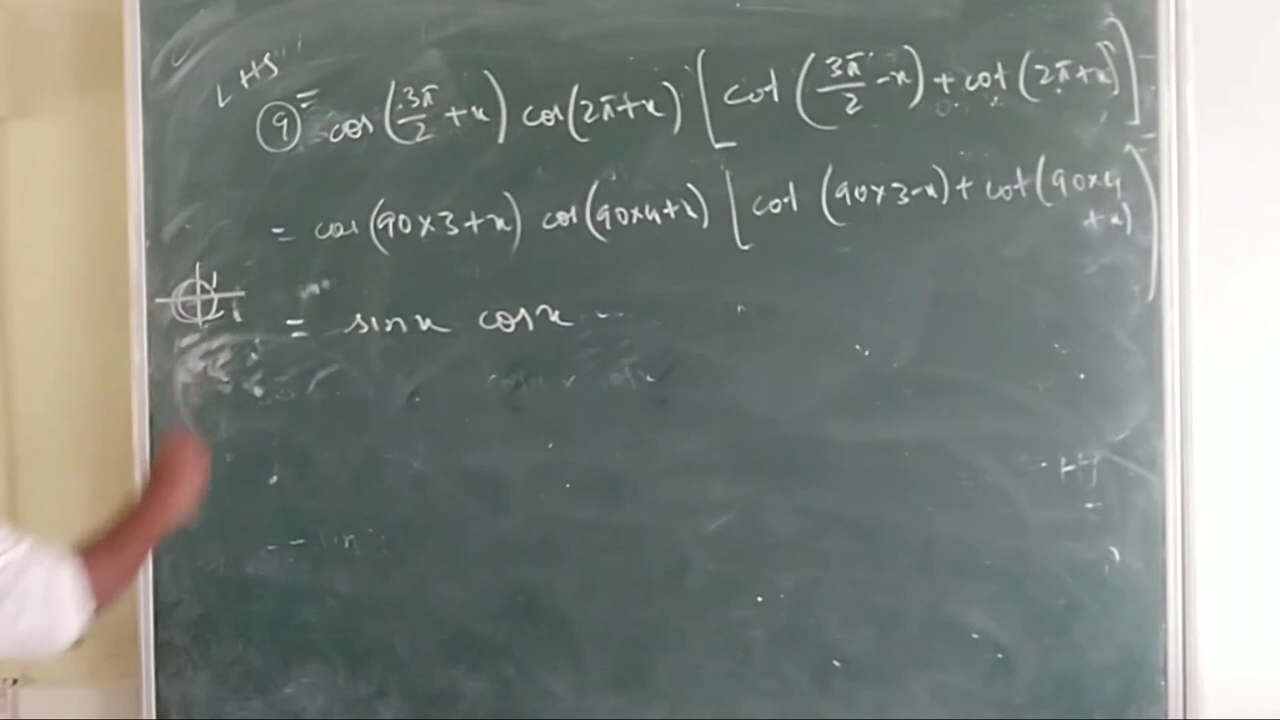 LHS
⑨ = cos(3π/2 + x) cos(2π+x) [cot (3π/2 - x) + cot (2π+x)]
= cos(90×3+x) cos(90×4+x) [cot (90×3-x) + cot(90×4
+x)]
= sinx cosx